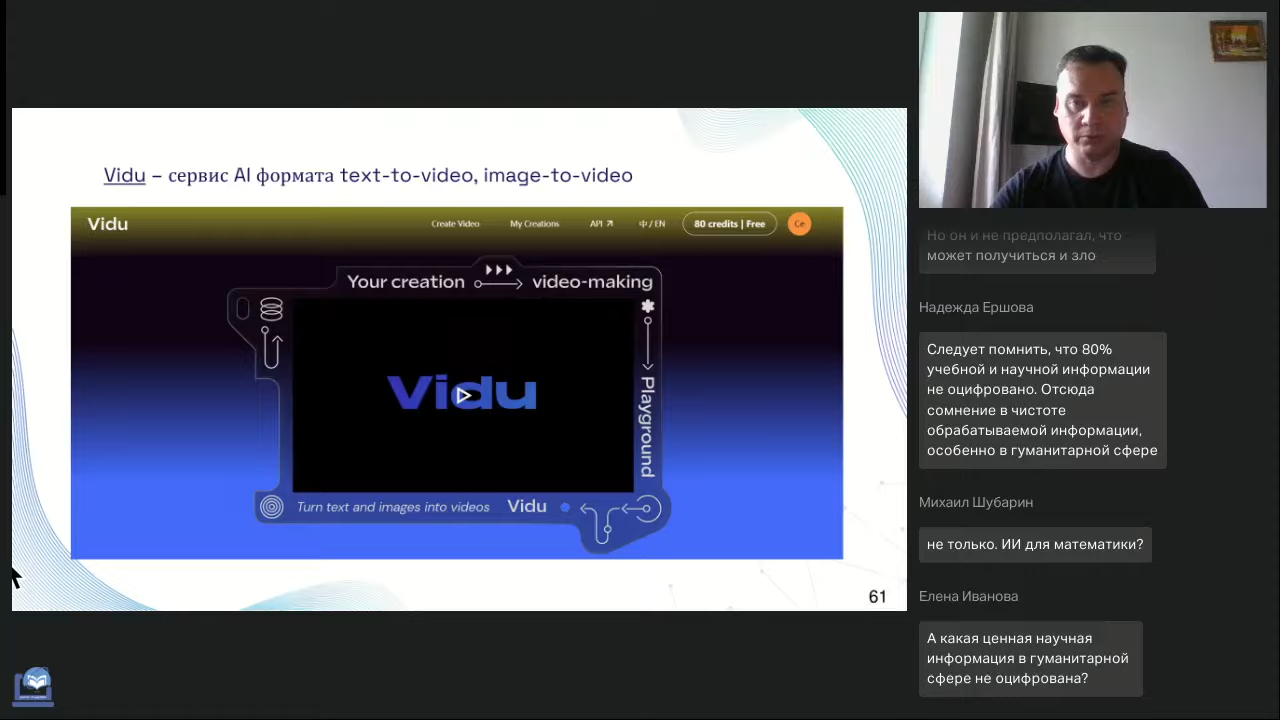 Vidu – сервис AI формата text-to-video, image-to-video
Vidu
Create Video
My Creations
API
中 / EN
80 credits | Free
Ce
Your creation
video-making
Vidu
Playground
Turn text and images into videos
Vidu
61
Но он и не предполагал, что
может получиться и зло
Надежда Ершова
Следует помнить, что 80%
учебной и научной информации
не оцифровано. Отсюда
сомнение в чистоте
обрабатываемой информации,
особенно в гуманитарной сфере
Михаил Шубарин
не только. ИИ для математики?
Елена Иванова
А какая ценная научная
информация в гуманитарной
сфере не оцифрована?